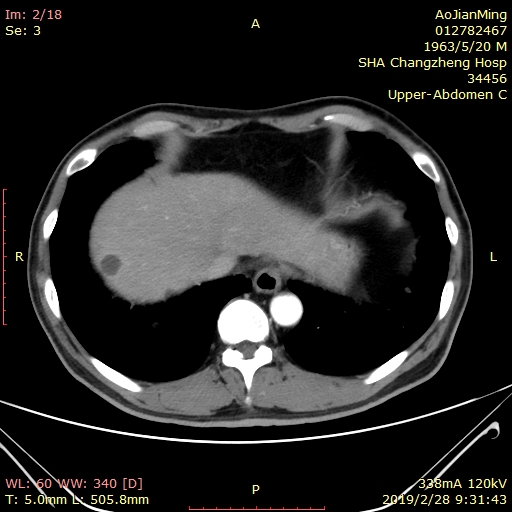 Im: 2/18
Se: 3
A
AoJianMing
012782467
1963/5/20 M
SHA Changzheng Hosp
34456
Upper-Abdomen C
R
L
WL: 60 WW: 340 [D]
T: 5.0mm L: 505.8mm
P
338mA 120kV
2019/2/28 9:31:43